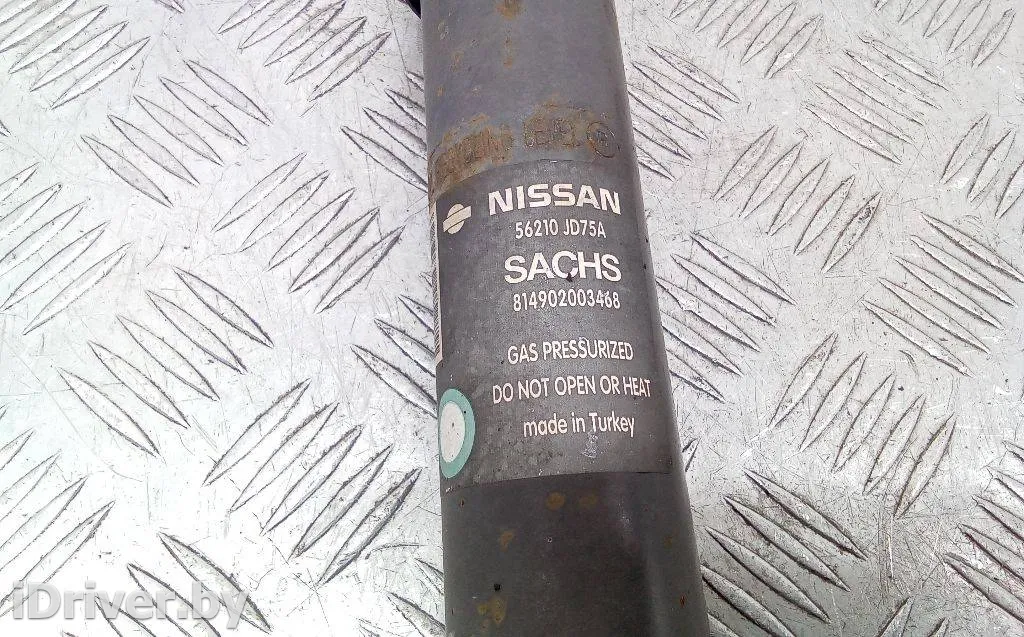 NISSAN
56210 JD75A
SACHS
814902003468
GAS PRESSURIZED
DO NOT OPEN OR HEAT
made in Turkey
iDriver.by